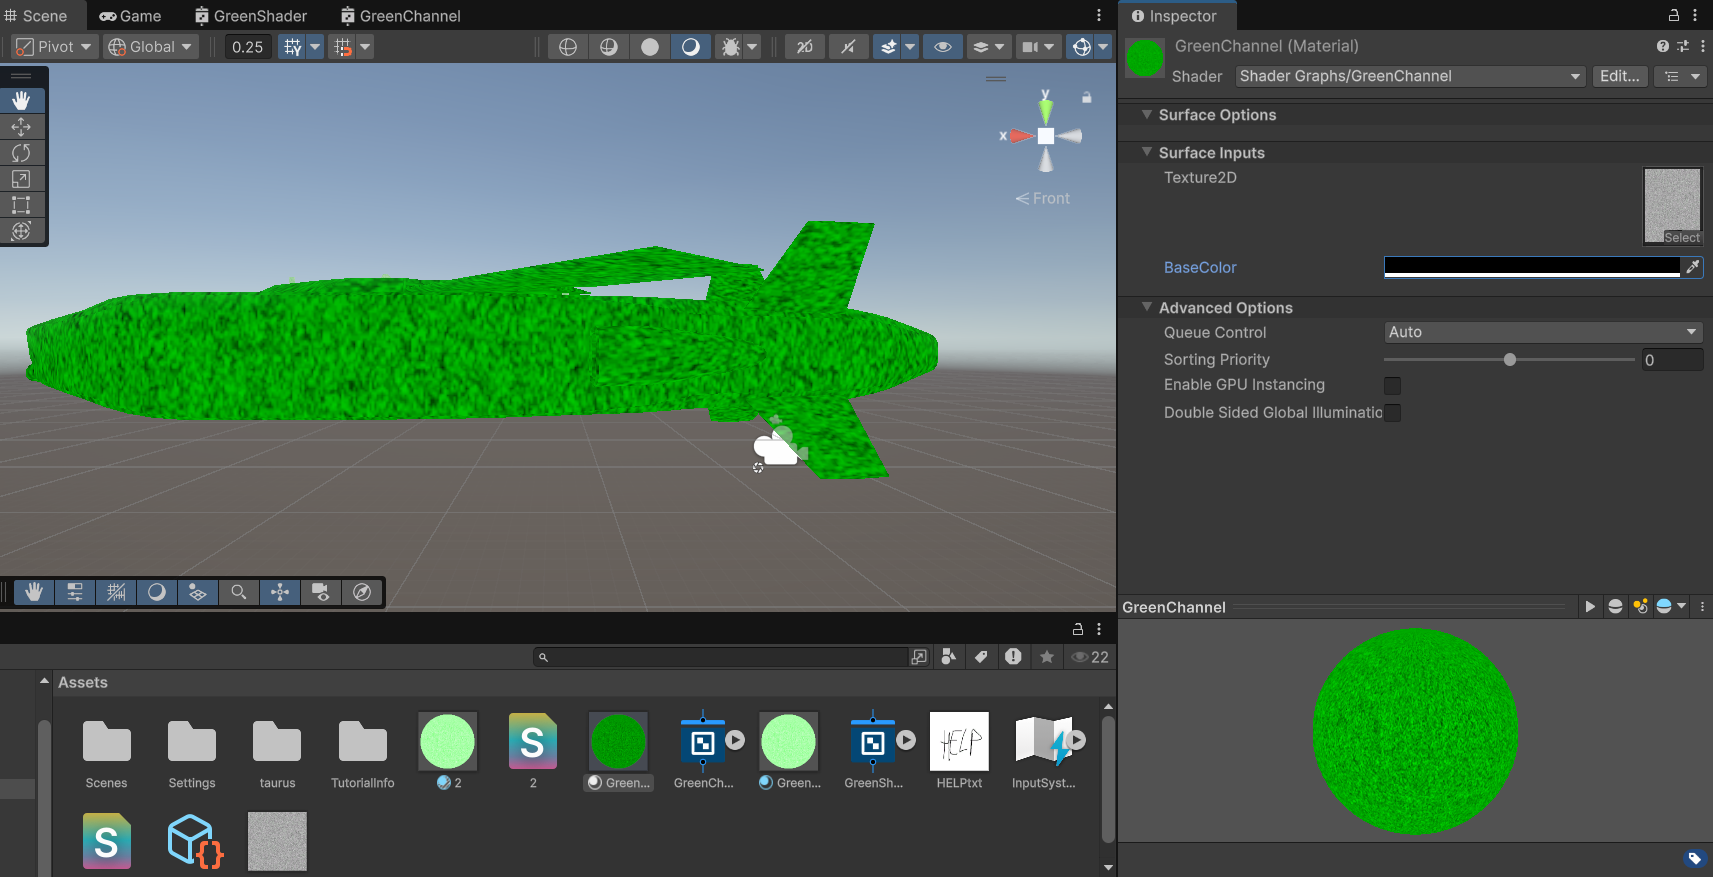 Scene
Game
GreenShader
GreenChannel
Inspector
Pivot
Global
0.25
2D
GreenChannel (Material)
Shader
Shader Graphs/GreenChannel
Edit...
y
x
Front
Surface Options
Surface Inputs
Texture2D
Select
BaseColor
Advanced Options
Queue Control
Auto
Sorting Priority
0
Enable GPU Instancing
Double Sided Global Illuminatio
GreenChannel
22
Assets
S
HELP
Scenes
Settings
taurus
TutorialInfo
2
2
Green...
GreenCh...
Green...
GreenSh...
HELPtxt
InputSyst...
S
{}